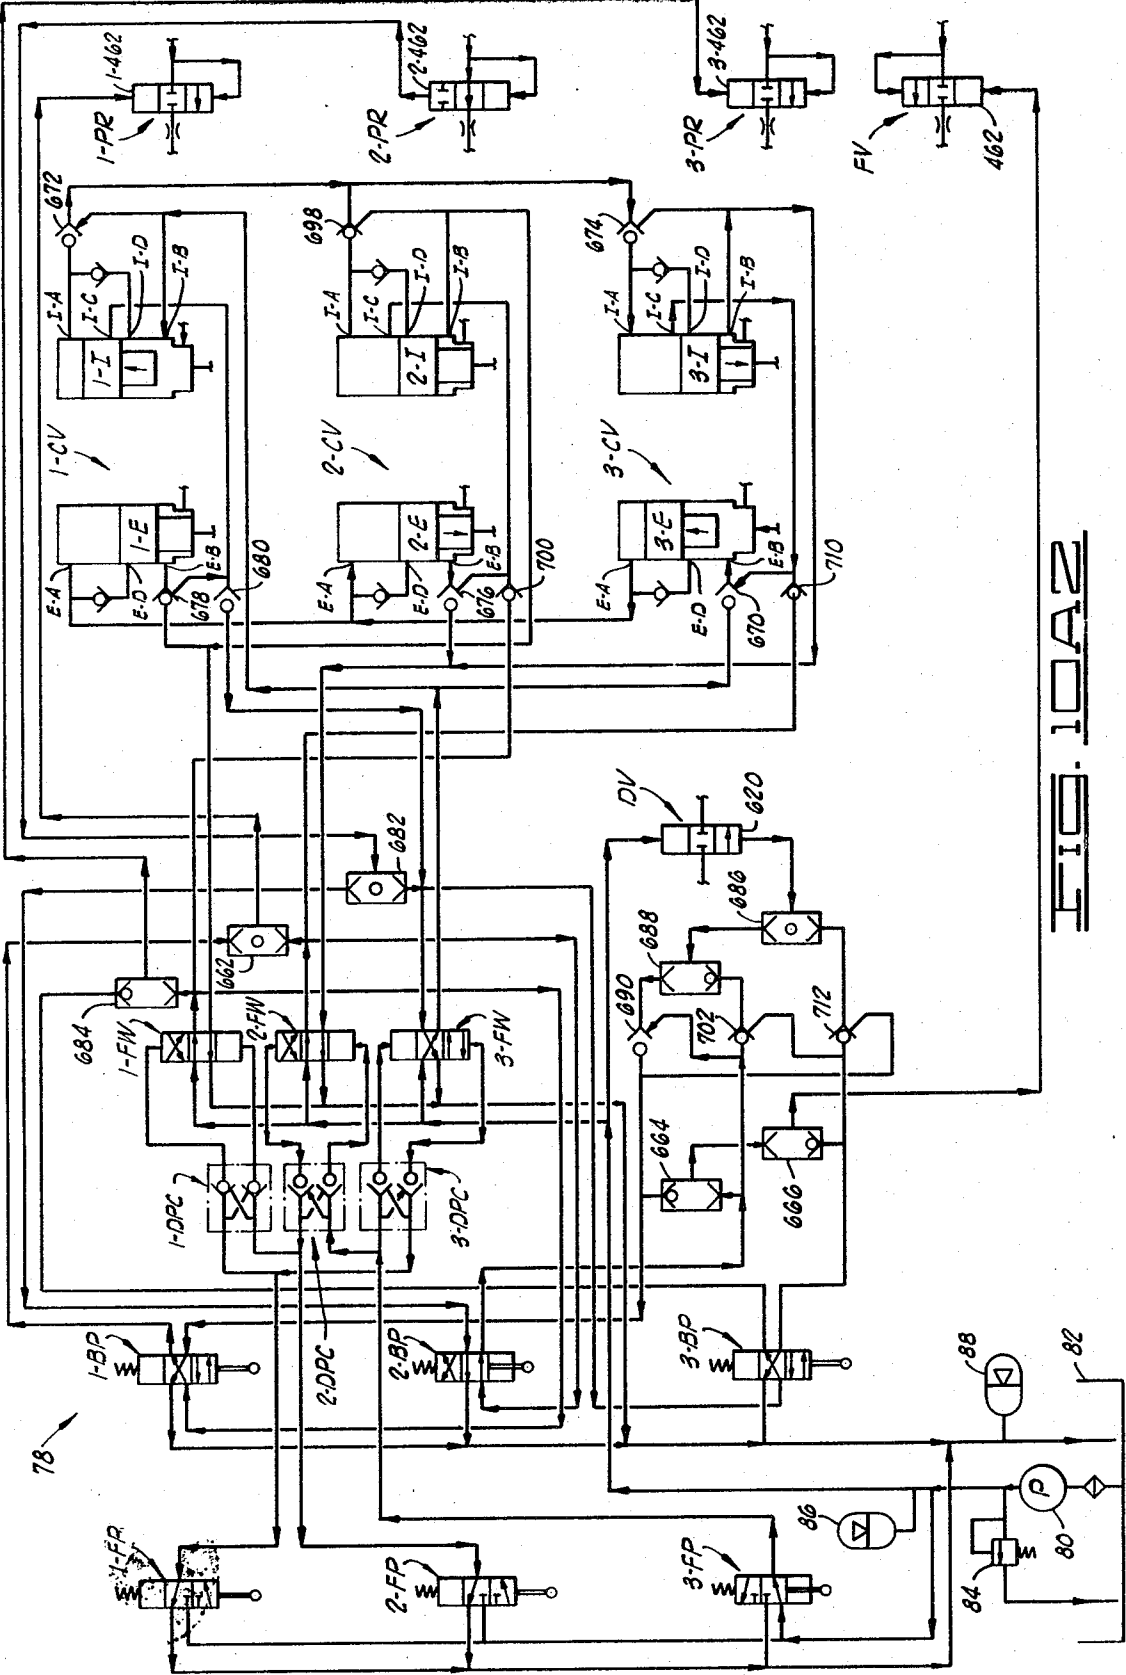 1-462
1-PR
2-462
2-PR
3-462
3-PR
FV
462
672
I-A
I-C
I-D
I-B
1-I
698
I-A
I-C
I-D
I-B
2-I
674
I-A
I-C
I-D
I-B
3-I
1-CV
2-CV
3-CV
1-E
E-A
E-D
E-B
678
680
2-E
E-A
E-D
E-B
676
700
3-E
E-A
E-D
E-B
670
710
DV
620
682
662
684
686
688
690
702
712
1-FW
2-FW
3-FW
664
666
1-DPC
2-DPC
3-DPC
1-BP
2-BP
3-BP
78
88
82
86
P
80
84
1-FP
2-FP
3-FP
FIG. 10A2